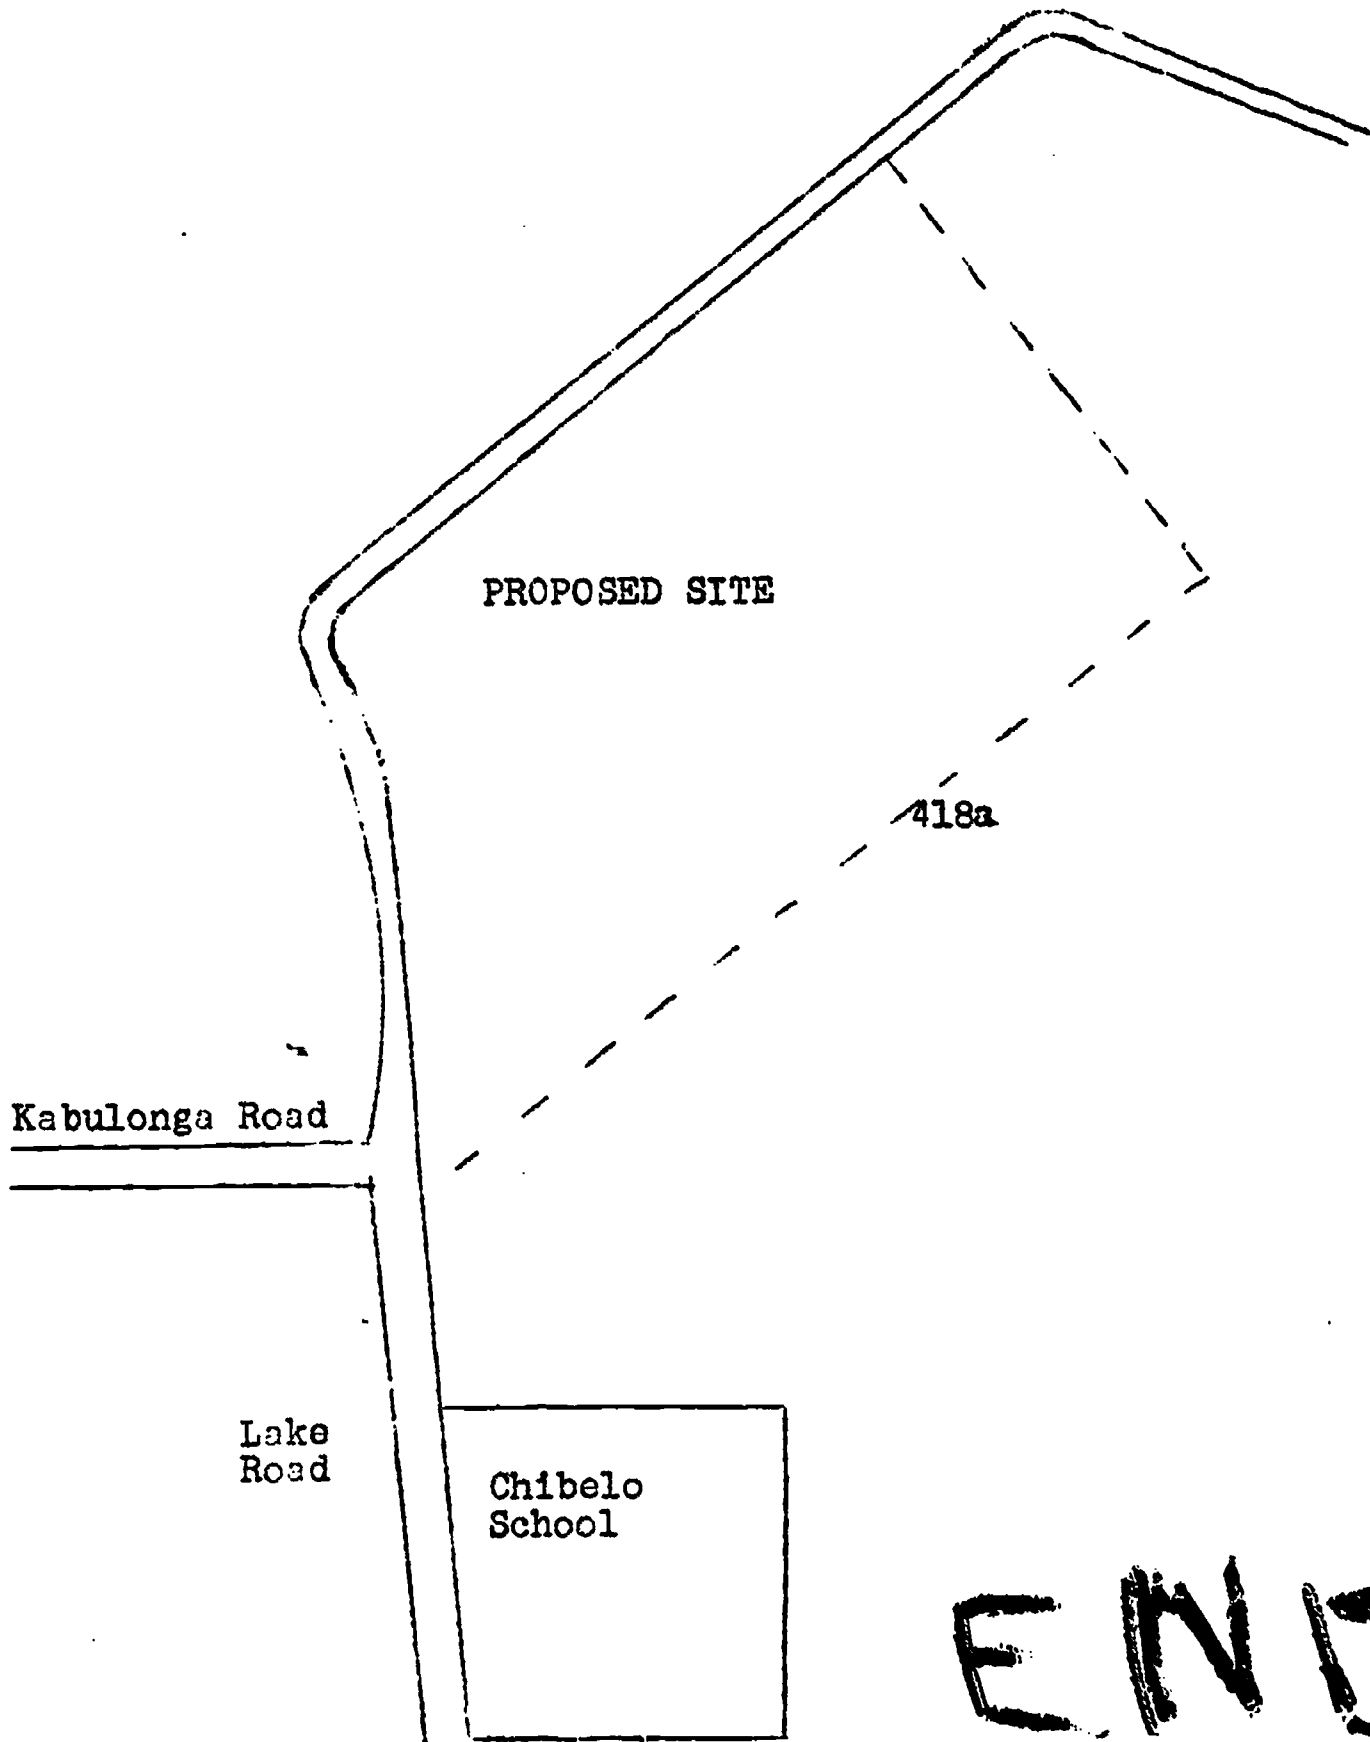 PROPOSED SITE
418a
Kabulonga Road
Lake
Road
Chibelo
School
EN